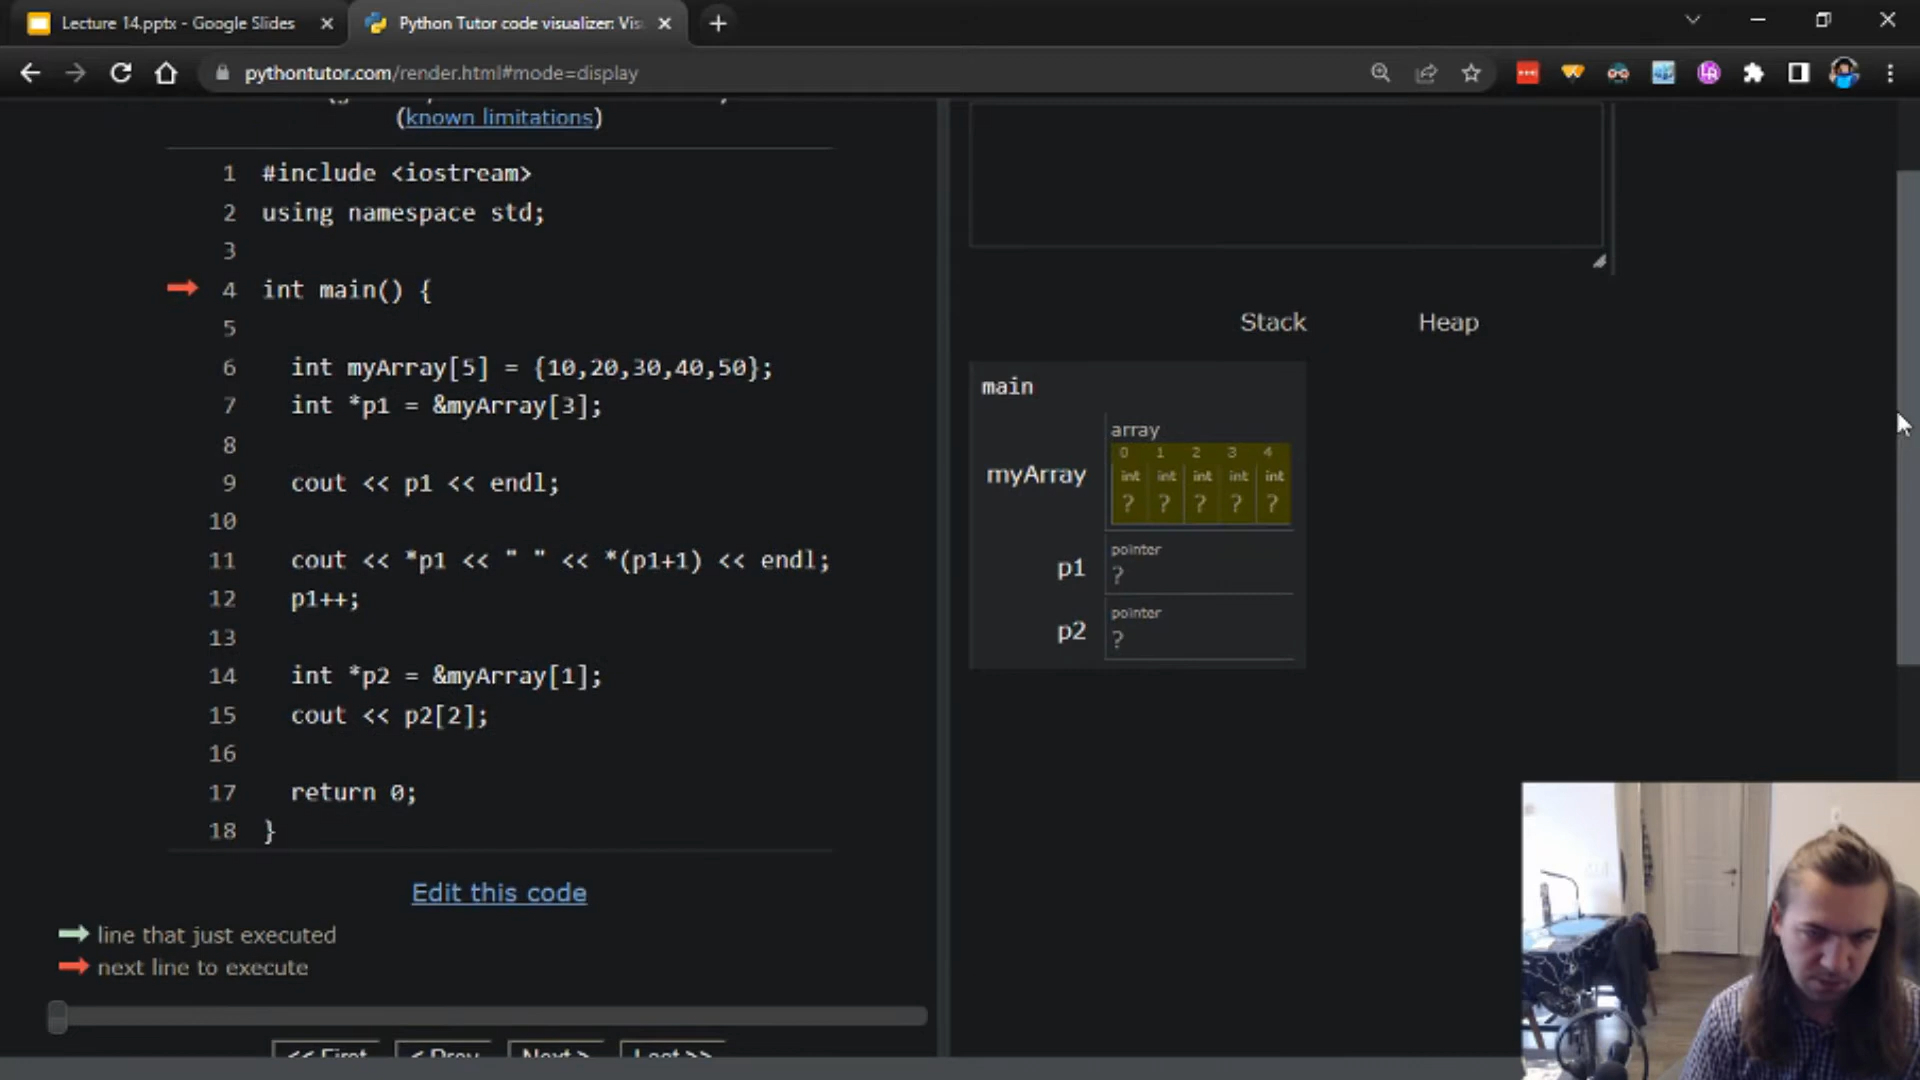 Lecture 14.pptx - Google Slides
Python Tutor code visualizer: Vis
pythontutor.com/render.html#mode=display
(known limitations)
1 #include <iostream>
2 using namespace std;
3
4 int main() {
5
6 int myArray[5] = {10,20,30,40,50};
7 int *p1 = &myArray[3];
8
9 cout << p1 << endl;
10
11 cout << *p1 << " " << *(p1+1) << endl;
12 p1++;
13
14 int *p2 = &myArray[1];
15 cout << p2[2];
16
17 return 0;
18 }
Edit this code
line that just executed
next line to execute
<< First < Prev Next > Last >>
Stack Heap
main
array
0 1 2 3 4
myArray
int int int int int
? ? ? ? ?
pointer
p1 ?
pointer
p2 ?